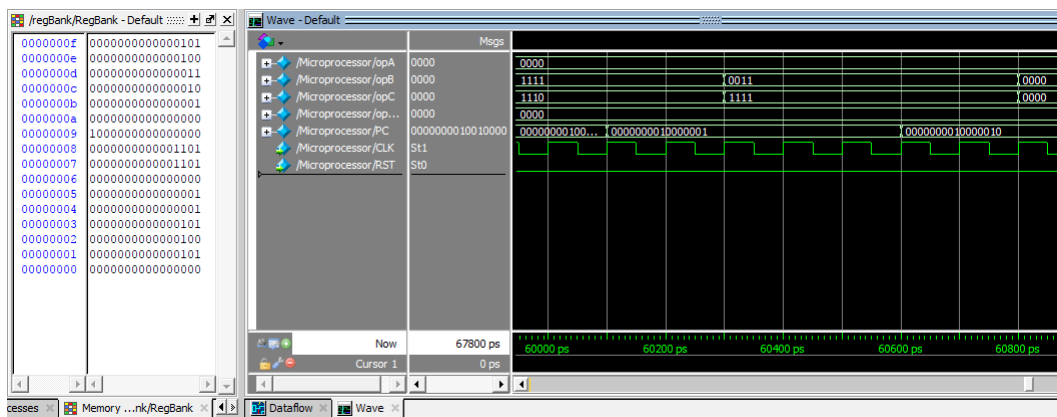 /regBank/RegBank - Default
0000000f 0000000000000101
0000000e 0000000000000100
0000000d 0000000000000011
0000000c 0000000000000010
0000000b 0000000000000001
0000000a 0000000000000000
00000009 1000000000000000
00000008 0000000000001101
00000007 0000000000001101
00000006 0000000000000000
00000005 0000000000000001
00000004 0000000000000001
00000003 0000000000000101
00000002 0000000000000100
00000001 0000000000000101
00000000 0000000000000000
cesses
Memory ...nk/RegBank
Wave - Default
Msgs
/Microprocessor/opA 0000 0000
/Microprocessor/opB 0000 1111 0011 0000
/Microprocessor/opC 0000 1110 1111 0000
/Microprocessor/op... 0000 0000
/Microprocessor/PC 0000000010010000 00000000100... 0000000010000001 0000000010000010
/Microprocessor/CLK St1
/Microprocessor/RST St0
Now 67800 ps
60000 ps 60200 ps 60400 ps 60600 ps 60800 ps
Cursor 1 0 ps
Dataflow
Wave